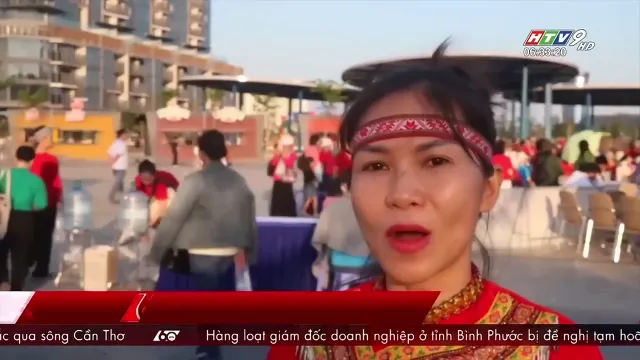 HTV9 HD
06:33:20
ác qua sông Cần Thơ 60 Hàng loạt giám đốc doanh nghiệp ở tỉnh Bình Phước bị đề nghị tạm hoã